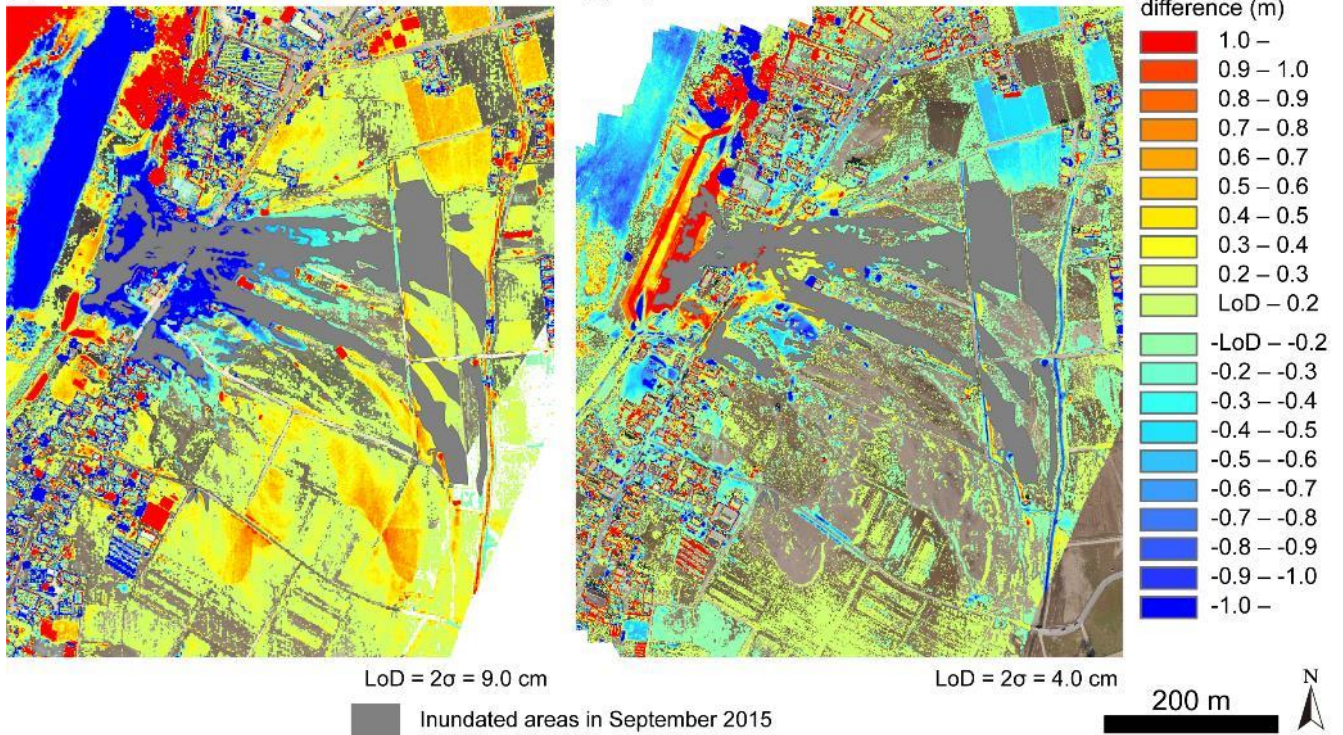 difference (m)
1.0 –
0.9 – 1.0
0.8 – 0.9
0.7 – 0.8
0.6 – 0.7
0.5 – 0.6
0.4 – 0.5
0.3 – 0.4
0.2 – 0.3
LoD – 0.2
-LoD – -0.2
-0.2 – -0.3
-0.3 – -0.4
-0.4 – -0.5
-0.5 – -0.6
-0.6 – -0.7
-0.7 – -0.8
-0.8 – -0.9
-0.9 – -1.0
-1.0 –
LoD = 2σ = 9.0 cm
LoD = 2σ = 4.0 cm
Inundated areas in September 2015
200 m
N